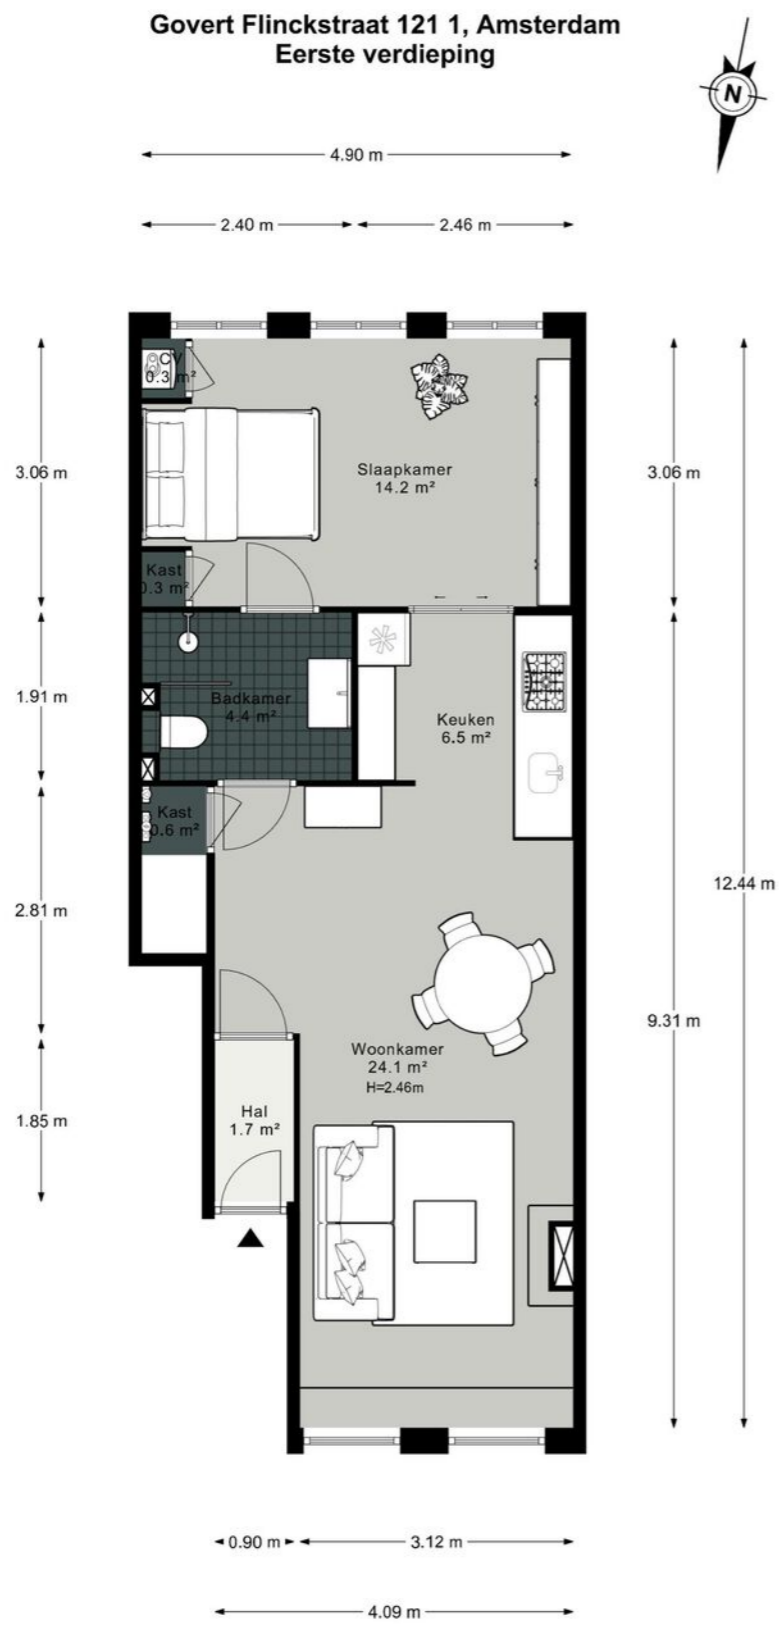 Govert Flinckstraat 121 1, Amsterdam
Eerste verdieping
N
4.90 m
2.40 m
2.46 m
CV
0.3 m²
3.06 m
Slaapkamer
14.2 m²
3.06 m
Kast
0.3 m²
1.91 m
Badkamer
4.4 m²
Keuken
6.5 m²
Kast
0.6 m²
2.81 m
12.44 m
9.31 m
Woonkamer
24.1 m²
H=2.46m
1.85 m
Hal
1.7 m²
0.90 m
3.12 m
4.09 m